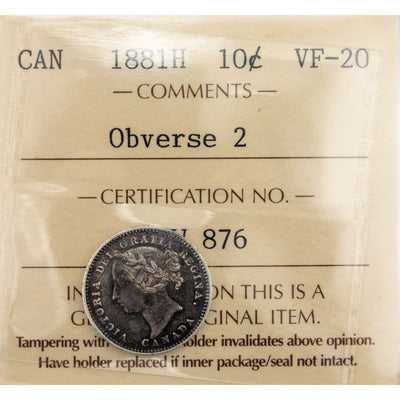 CAN 1881H 10¢ VF-20
— COMMENTS —
Obverse 2
— CERTIFICATION NO. —
876
VICTORIA DEI GRATIA REGINA.
CANADA
IN ON THIS IS A
G GINAL ITEM.
Tampering with holder invalidates above opinion.
Have holder replaced if inner package/seal not intact.